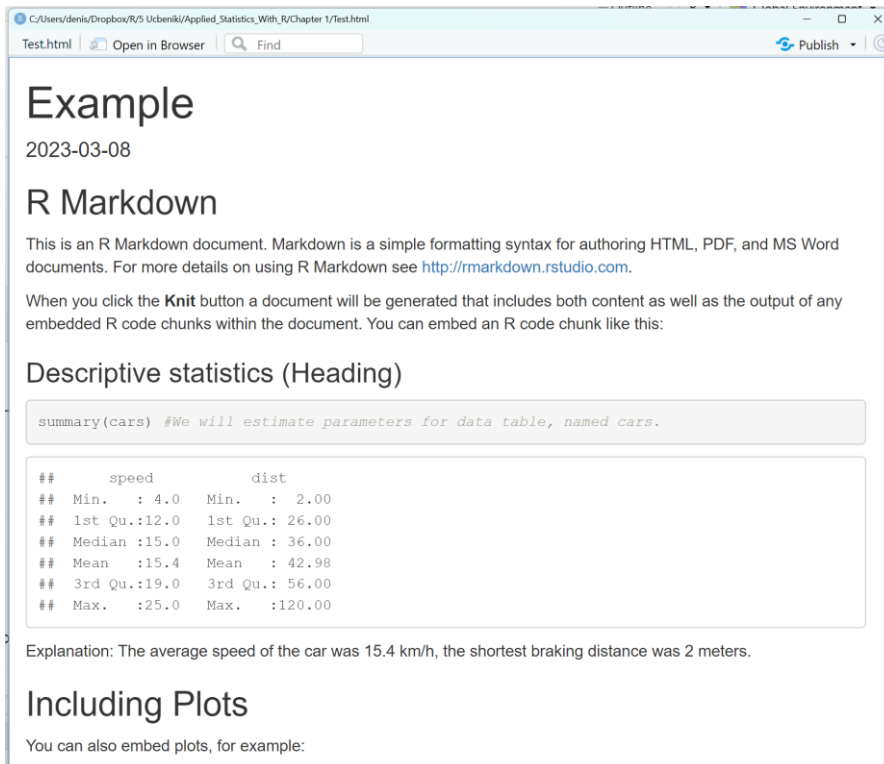 C:/Users/denis/Dropbox/R/5 Ucbeniki/Applied_Statistics_With_R/Chapter 1/Test.html
Test.html Open in Browser Find Publish
Example
2023-03-08
R Markdown
This is an R Markdown document. Markdown is a simple formatting syntax for authoring HTML, PDF, and MS Word
documents. For more details on using R Markdown see http://rmarkdown.rstudio.com.
When you click the Knit button a document will be generated that includes both content as well as the output of any
embedded R code chunks within the document. You can embed an R code chunk like this:
Descriptive statistics (Heading)
summary(cars) #We will estimate parameters for data table, named cars.
##      speed           dist
##  Min.   : 4.0   Min.   :  2.00
##  1st Qu.:12.0   1st Qu.: 26.00
##  Median :15.0   Median : 36.00
##  Mean   :15.4   Mean   : 42.98
##  3rd Qu.:19.0   3rd Qu.: 56.00
##  Max.   :25.0   Max.   :120.00
Explanation: The average speed of the car was 15.4 km/h, the shortest braking distance was 2 meters.
Including Plots
You can also embed plots, for example: